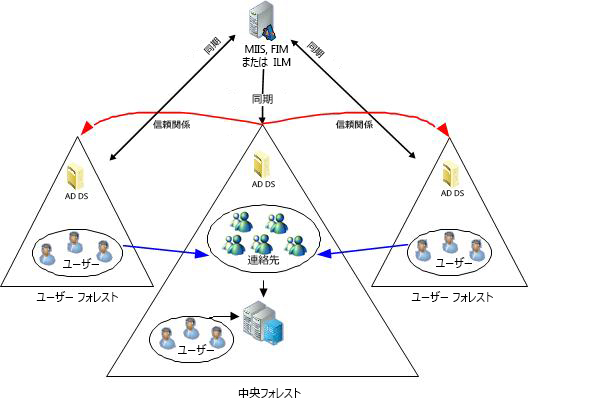 MIIS, FIM
または ILM
同期
同期
同期
信頼関係
信頼関係
AD DS
AD DS
AD DS
ユーザー
連絡先
ユーザー
ユーザー フォレスト
ユーザー フォレスト
ユーザー
中央フォレスト